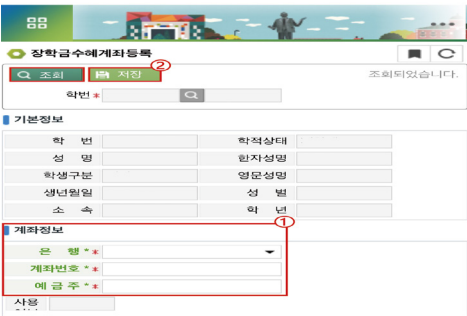 장학금수혜계좌등록
조회 저장 ②
조회되었습니다.
학번 *
기본정보
학 번 학적상태
성 명 한자성명
학생구분 영문성명
생년월일 성 별
소 속 학 년
① 
계좌정보
은 행 * *
계좌번호 * *
예 금 주 * *
사용